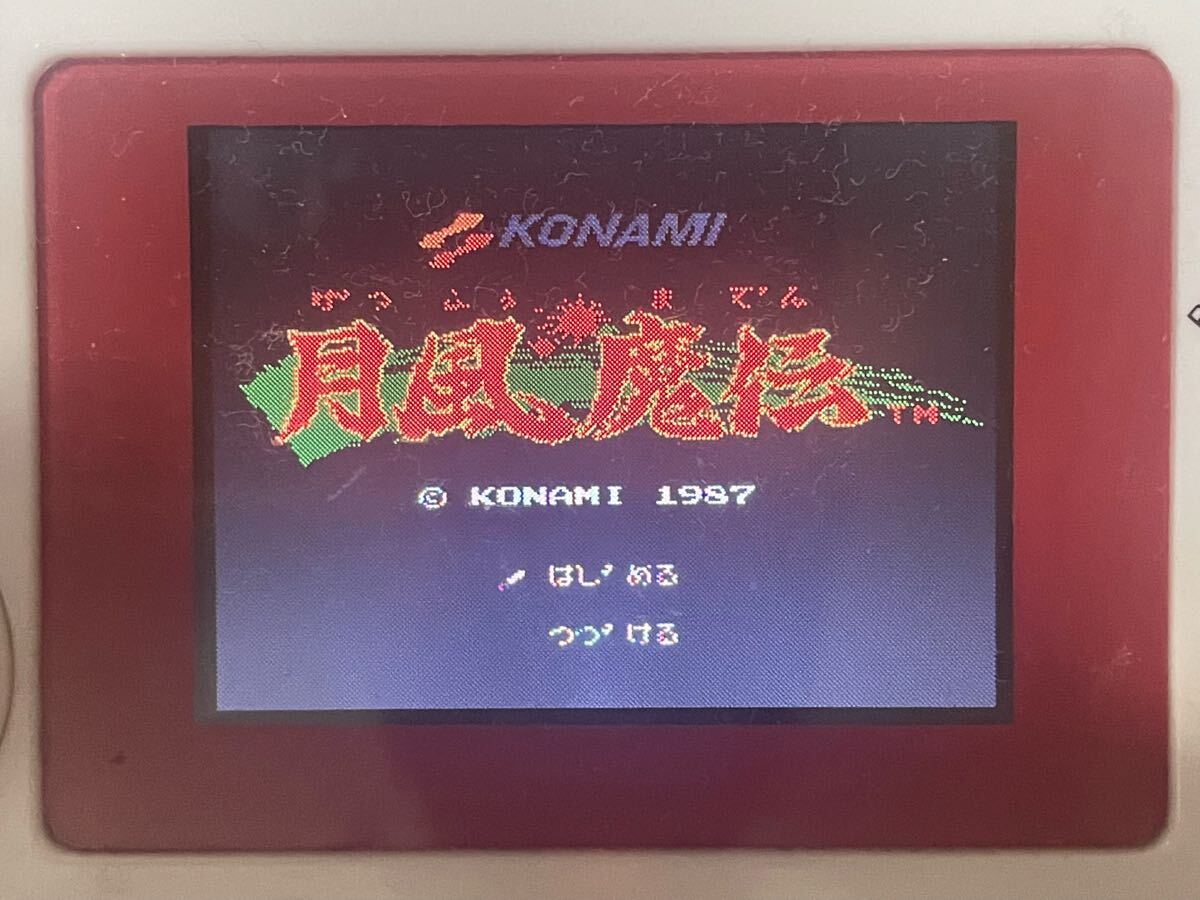 KONAMI
げっ ふう ま でん
月風魔伝 TM
© KONAMI 1987
はじめる
つづける